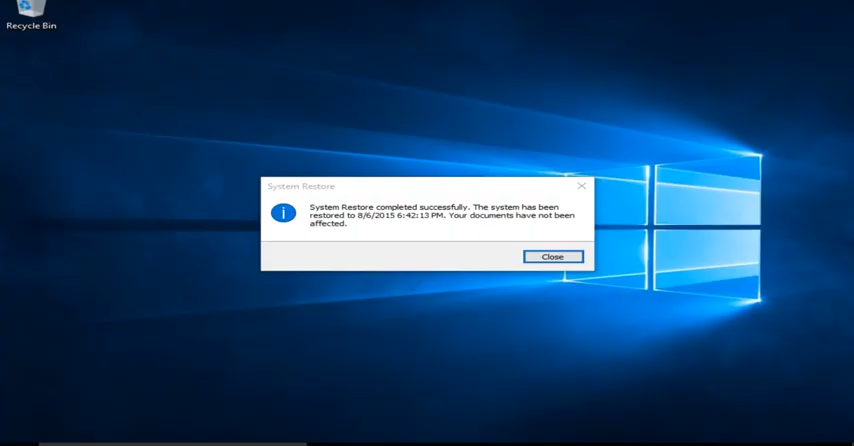 Recycle Bin
System Restore
System Restore completed successfully. The system has been
restored to 8/6/2015 6:42:13 PM. Your documents have not been
affected.
Close